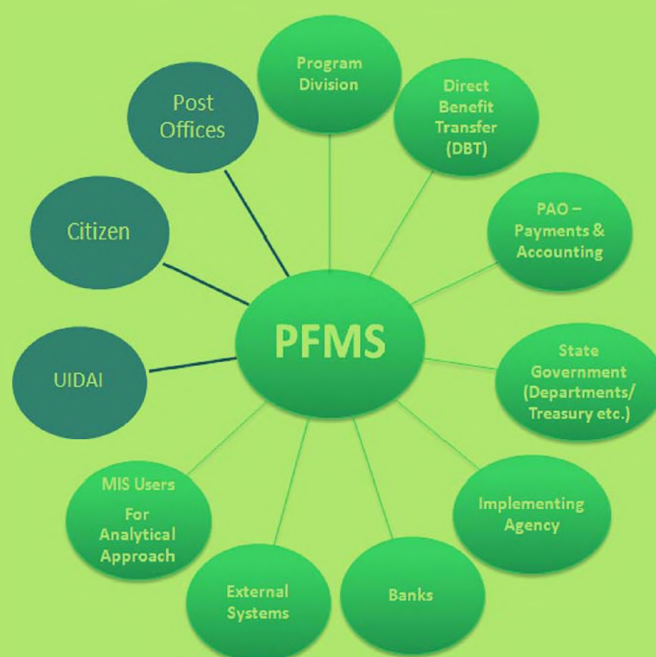 Program
Division
Direct
Benefit
Transfer
(DBT)
PAO –
Payments &
Accounting
State
Government
(Departments/
Treasury etc.)
Implementing
Agency
Banks
External
Systems
MIS Users
For
Analytical
Approach
UIDAI
Citizen
Post
Offices
PFMS